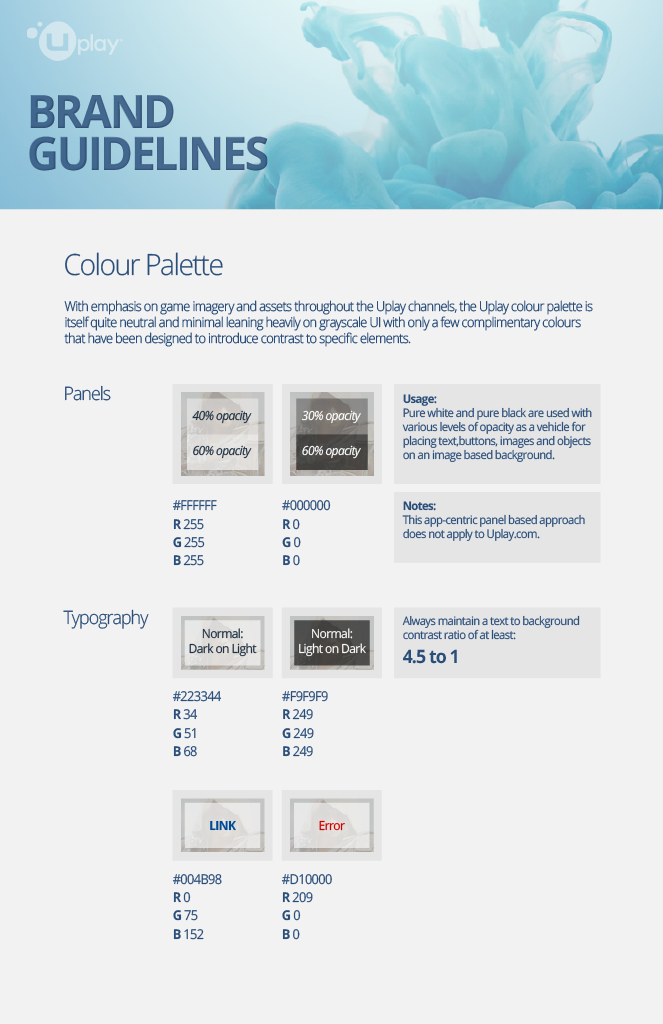 Uplay
BRAND
GUIDELINES
Colour Palette
With emphasis on game imagery and assets throughout the Uplay channels, the Uplay colour palette is
itself quite neutral and minimal leaning heavily on grayscale UI with only a few complimentary colours
that have been designed to introduce contrast to specific elements.
Panels
40% opacity
60% opacity
#FFFFFF
R 255
G 255
B 255
30% opacity
60% opacity
#000000
R 0
G 0
B 0
Usage:
Pure white and pure black are used with
various levels of opacity as a vehicle for
placing text,buttons, images and objects
on an image based background.
Notes:
This app-centric panel based approach
does not apply to Uplay.com.
Typography
Normal:
Dark on Light
#223344
R 34
G 51
B 68
Normal:
Light on Dark
#F9F9F9
R 249
G 249
B 249
Always maintain a text to background
contrast ratio of at least:
4.5 to 1
LINK
#004B98
R 0
G 75
B 152
Error
#D10000
R 209
G 0
B 0